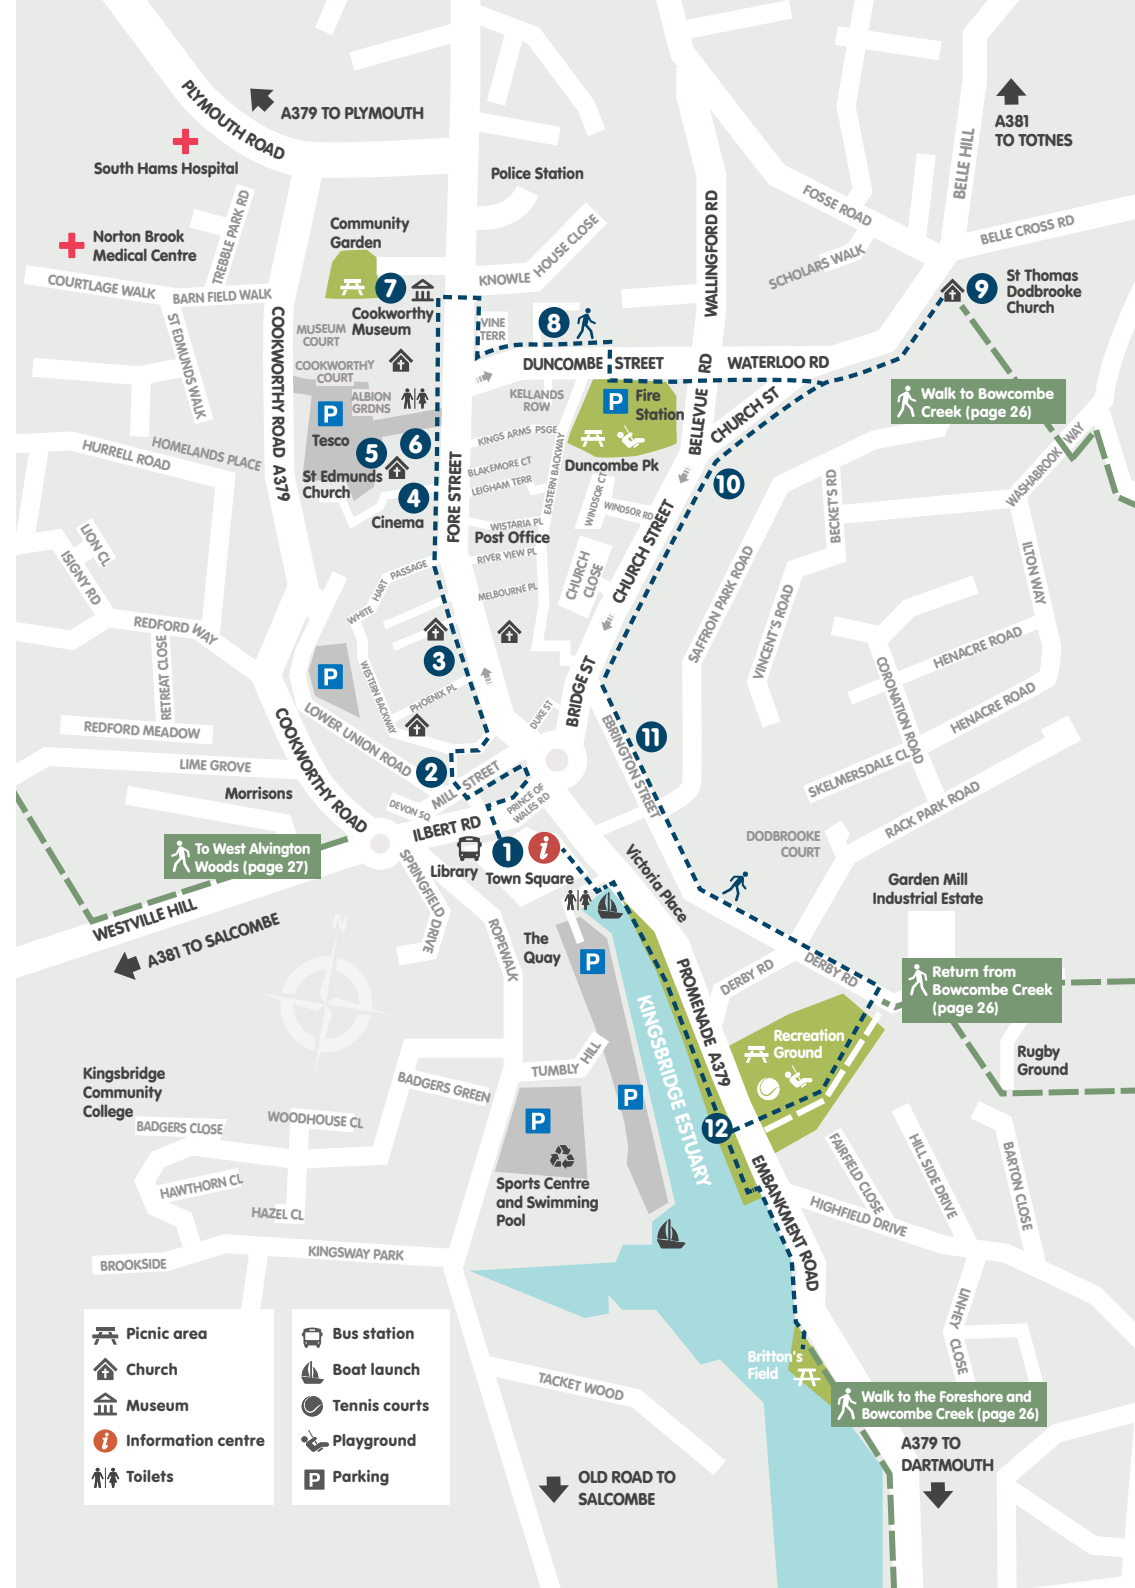 PLYMOUTH ROAD
A379 TO PLYMOUTH
South Hams Hospital
Police Station
A381
TO TOTNES
BELLE HILL
FOSSE ROAD
BELLE CROSS RD
SCHOLARS WALK
WALLINGFORD RD
TREBBLE PARK RD
Norton Brook
Medical Centre
Community
Garden
KNOWLE HOUSE CLOSE
COURTLAGE WALK
BARN FIELD WALK
7
Cookworthy
Museum
VINE
TERR
8
9
St Thomas
Dodbrooke
Church
ST EDMUNDS WALK
COOKWORTHY ROAD A379
MUSEUM
COURT
COOKWORTHY
COURT
ALBION
GRDNS
DUNCOMBE STREET
WATERLOO RD
BELLEVUE RD
CHURCH ST
Walk to Bowcombe
Creek (page 26)
KELLANDS
ROW
P
Fire
Station
P
Tesco
5
6
St Edmunds
Church
4
Cinema
FORE STREET
KINGS ARMS PSGE
BLAKEMORE CT
LEIGHAM TERR
EASTERN BACKWAY
Duncombe Pk
WINDSOR CT
WINDSOR RD
10
WISTARIA PL
Post Office
RIVER VIEW PL
MELBOURNE PL
CHURCH
CLOSE
CHURCH STREET
HURRELL ROAD
HOMELANDS PLACE
LION CL
ISIGNY RD
REDFORD WAY
RETREAT CLOSE
REDFORD MEADOW
LIME GROVE
WHITE HART PASSAGE
3
P
WESTERN BACKWAY
PHOENIX PL
LOWER UNION ROAD
COOKWORTHY ROAD
DUKE ST
BRIDGE ST
EBRINGTON STREET
11
SAFFRON PARK ROAD
VINCENT'S ROAD
BECKET'S RD
WASHABROOK WAY
ILTON WAY
HENACRE ROAD
HENACRE ROAD
CORONATION ROAD
SKELMERSDALE CL
RACK PARK ROAD
DODBROOKE
COURT
2
MILL STREET
DEVON SQ
PRINCE OF
WALES RD
Morrisons
ILBERT RD
To West Alvington
Woods (page 27)
Library
1
i
Town Square
Victoria Place
Garden Mill
Industrial Estate
SPRINGFIELD DRIVE
WESTVILLE HILL
A381 TO SALCOMBE
N
ROPEWALK
The
Quay
P
DERBY RD
DERBY RD
PROMENADE A379
KINGSBRIDGE ESTUARY
Return from
Bowcombe Creek
(page 26)
Recreation
Ground
Rugby
Ground
Kingsbridge
Community
College
TUMBLY HILL
BADGERS GREEN
P
P
BADGERS CLOSE
WOODHOUSE CL
12
HAWTHORN CL
HAZEL CL
Sports Centre
and Swimming
Pool
EMBANKMENT ROAD
FAIRFIELD CLOSE
HILL SIDE DRIVE
BARTON CLOSE
HIGHFIELD DRIVE
BROOKSIDE
KINGSWAY PARK
LINHEY CLOSE
Britton's
Field
Walk to the Foreshore and
Bowcombe Creek (page 26)
TACKET WOOD
A379 TO
DARTMOUTH
OLD ROAD TO
SALCOMBE
Picnic area
Church
Museum
i Information centre
Toilets
Bus station
Boat launch
Tennis courts
Playground
P Parking